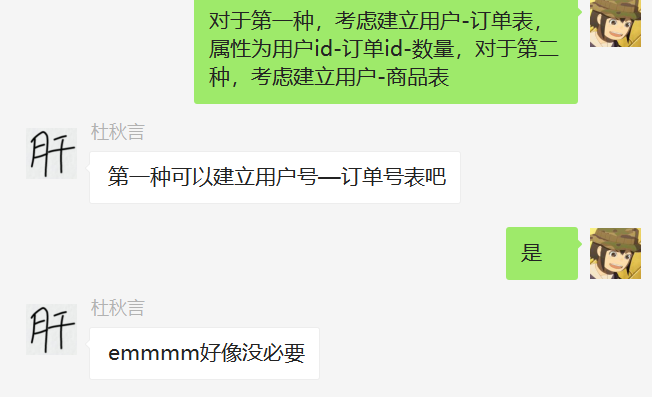 对于第一种，考虑建立用户-订单表，
属性为用户id-订单id-数量，对于第二
种，考虑建立用户-商品表
肝
杜秋言
第一种可以建立用户号—订单号表吧
是
肝
杜秋言
emmmm好像没必要